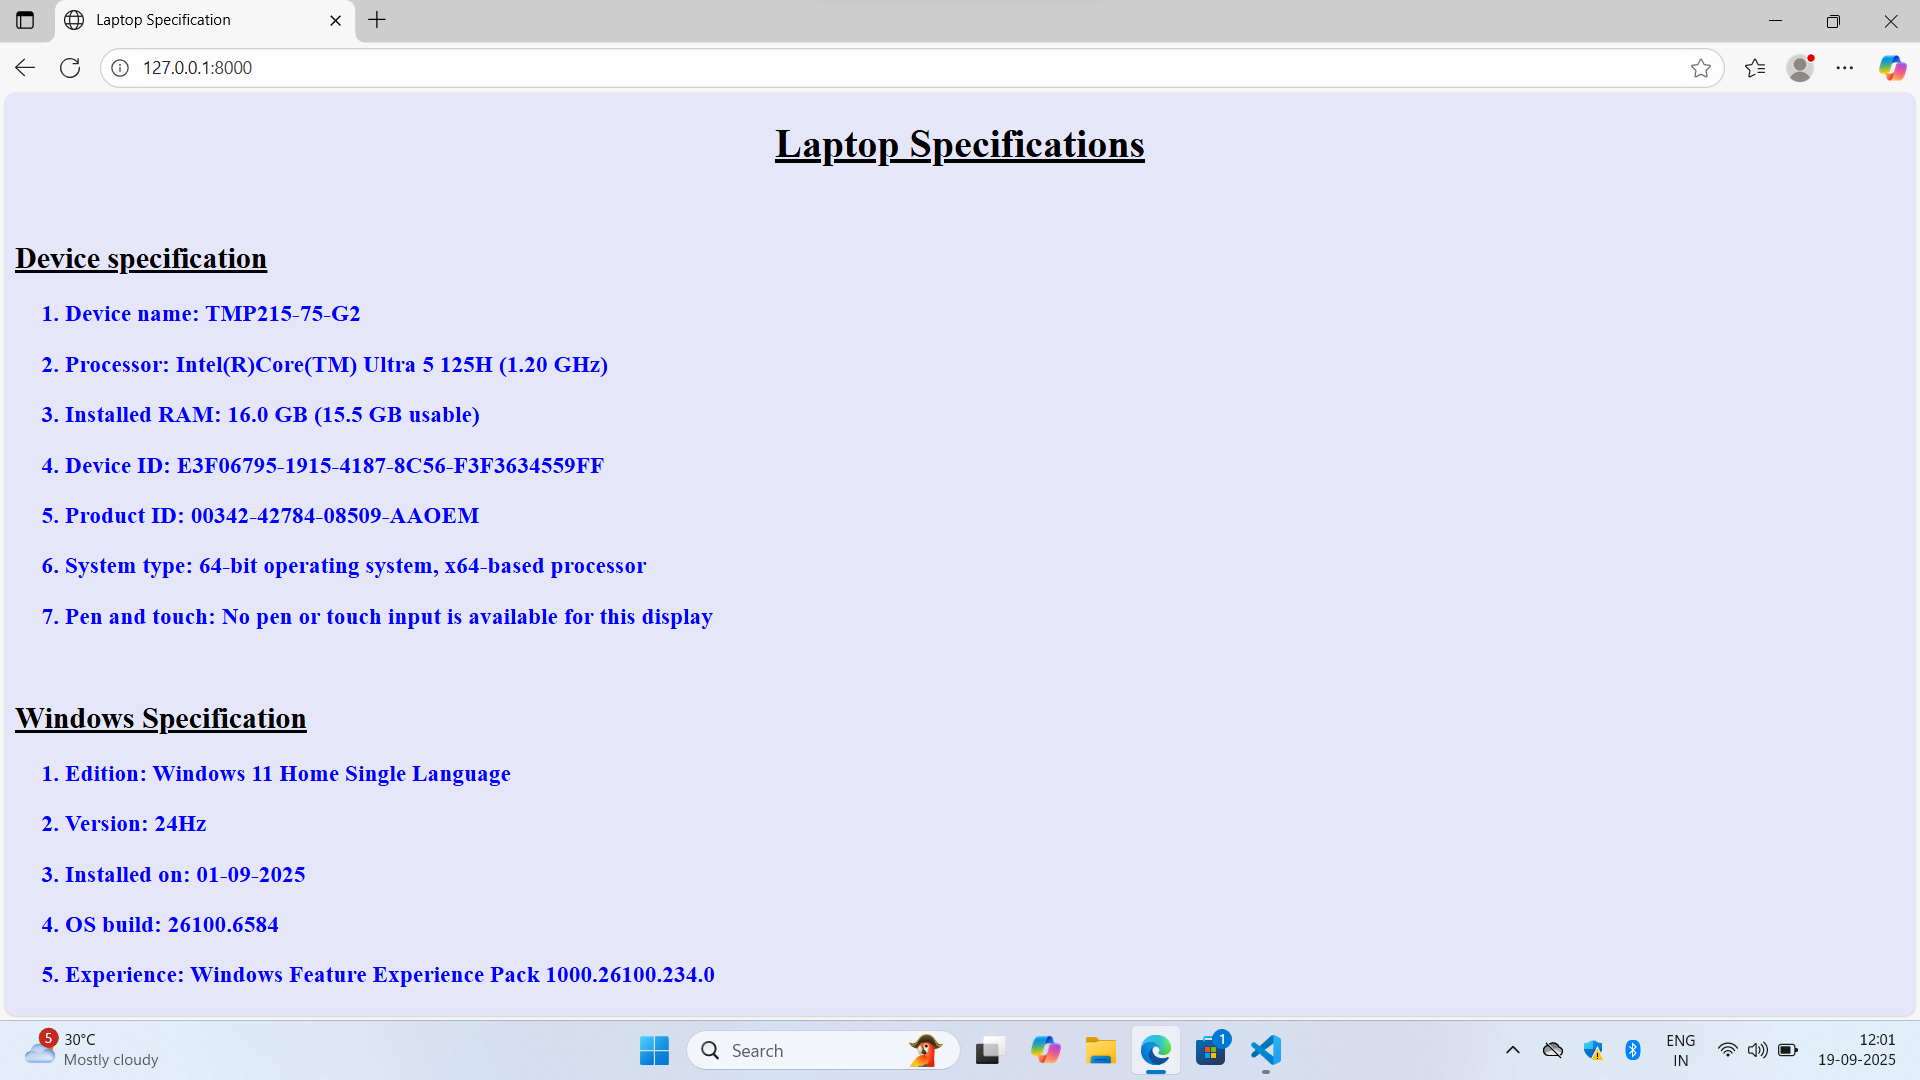 Laptop Specification
127.0.0.1:8000
Laptop Specifications
Device specification
1. Device name: TMP215-75-G2
2. Processor: Intel(R)Core(TM) Ultra 5 125H (1.20 GHz)
3. Installed RAM: 16.0 GB (15.5 GB usable)
4. Device ID: E3F06795-1915-4187-8C56-F3F3634559FF
5. Product ID: 00342-42784-08509-AAOEM
6. System type: 64-bit operating system, x64-based processor
7. Pen and touch: No pen or touch input is available for this display
Windows Specification
1. Edition: Windows 11 Home Single Language
2. Version: 24Hz
3. Installed on: 01-09-2025
4. OS build: 26100.6584
5. Experience: Windows Feature Experience Pack 1000.26100.234.0
5
30°C
Mostly cloudy
Search
1
ENG
IN
12:01
19-09-2025